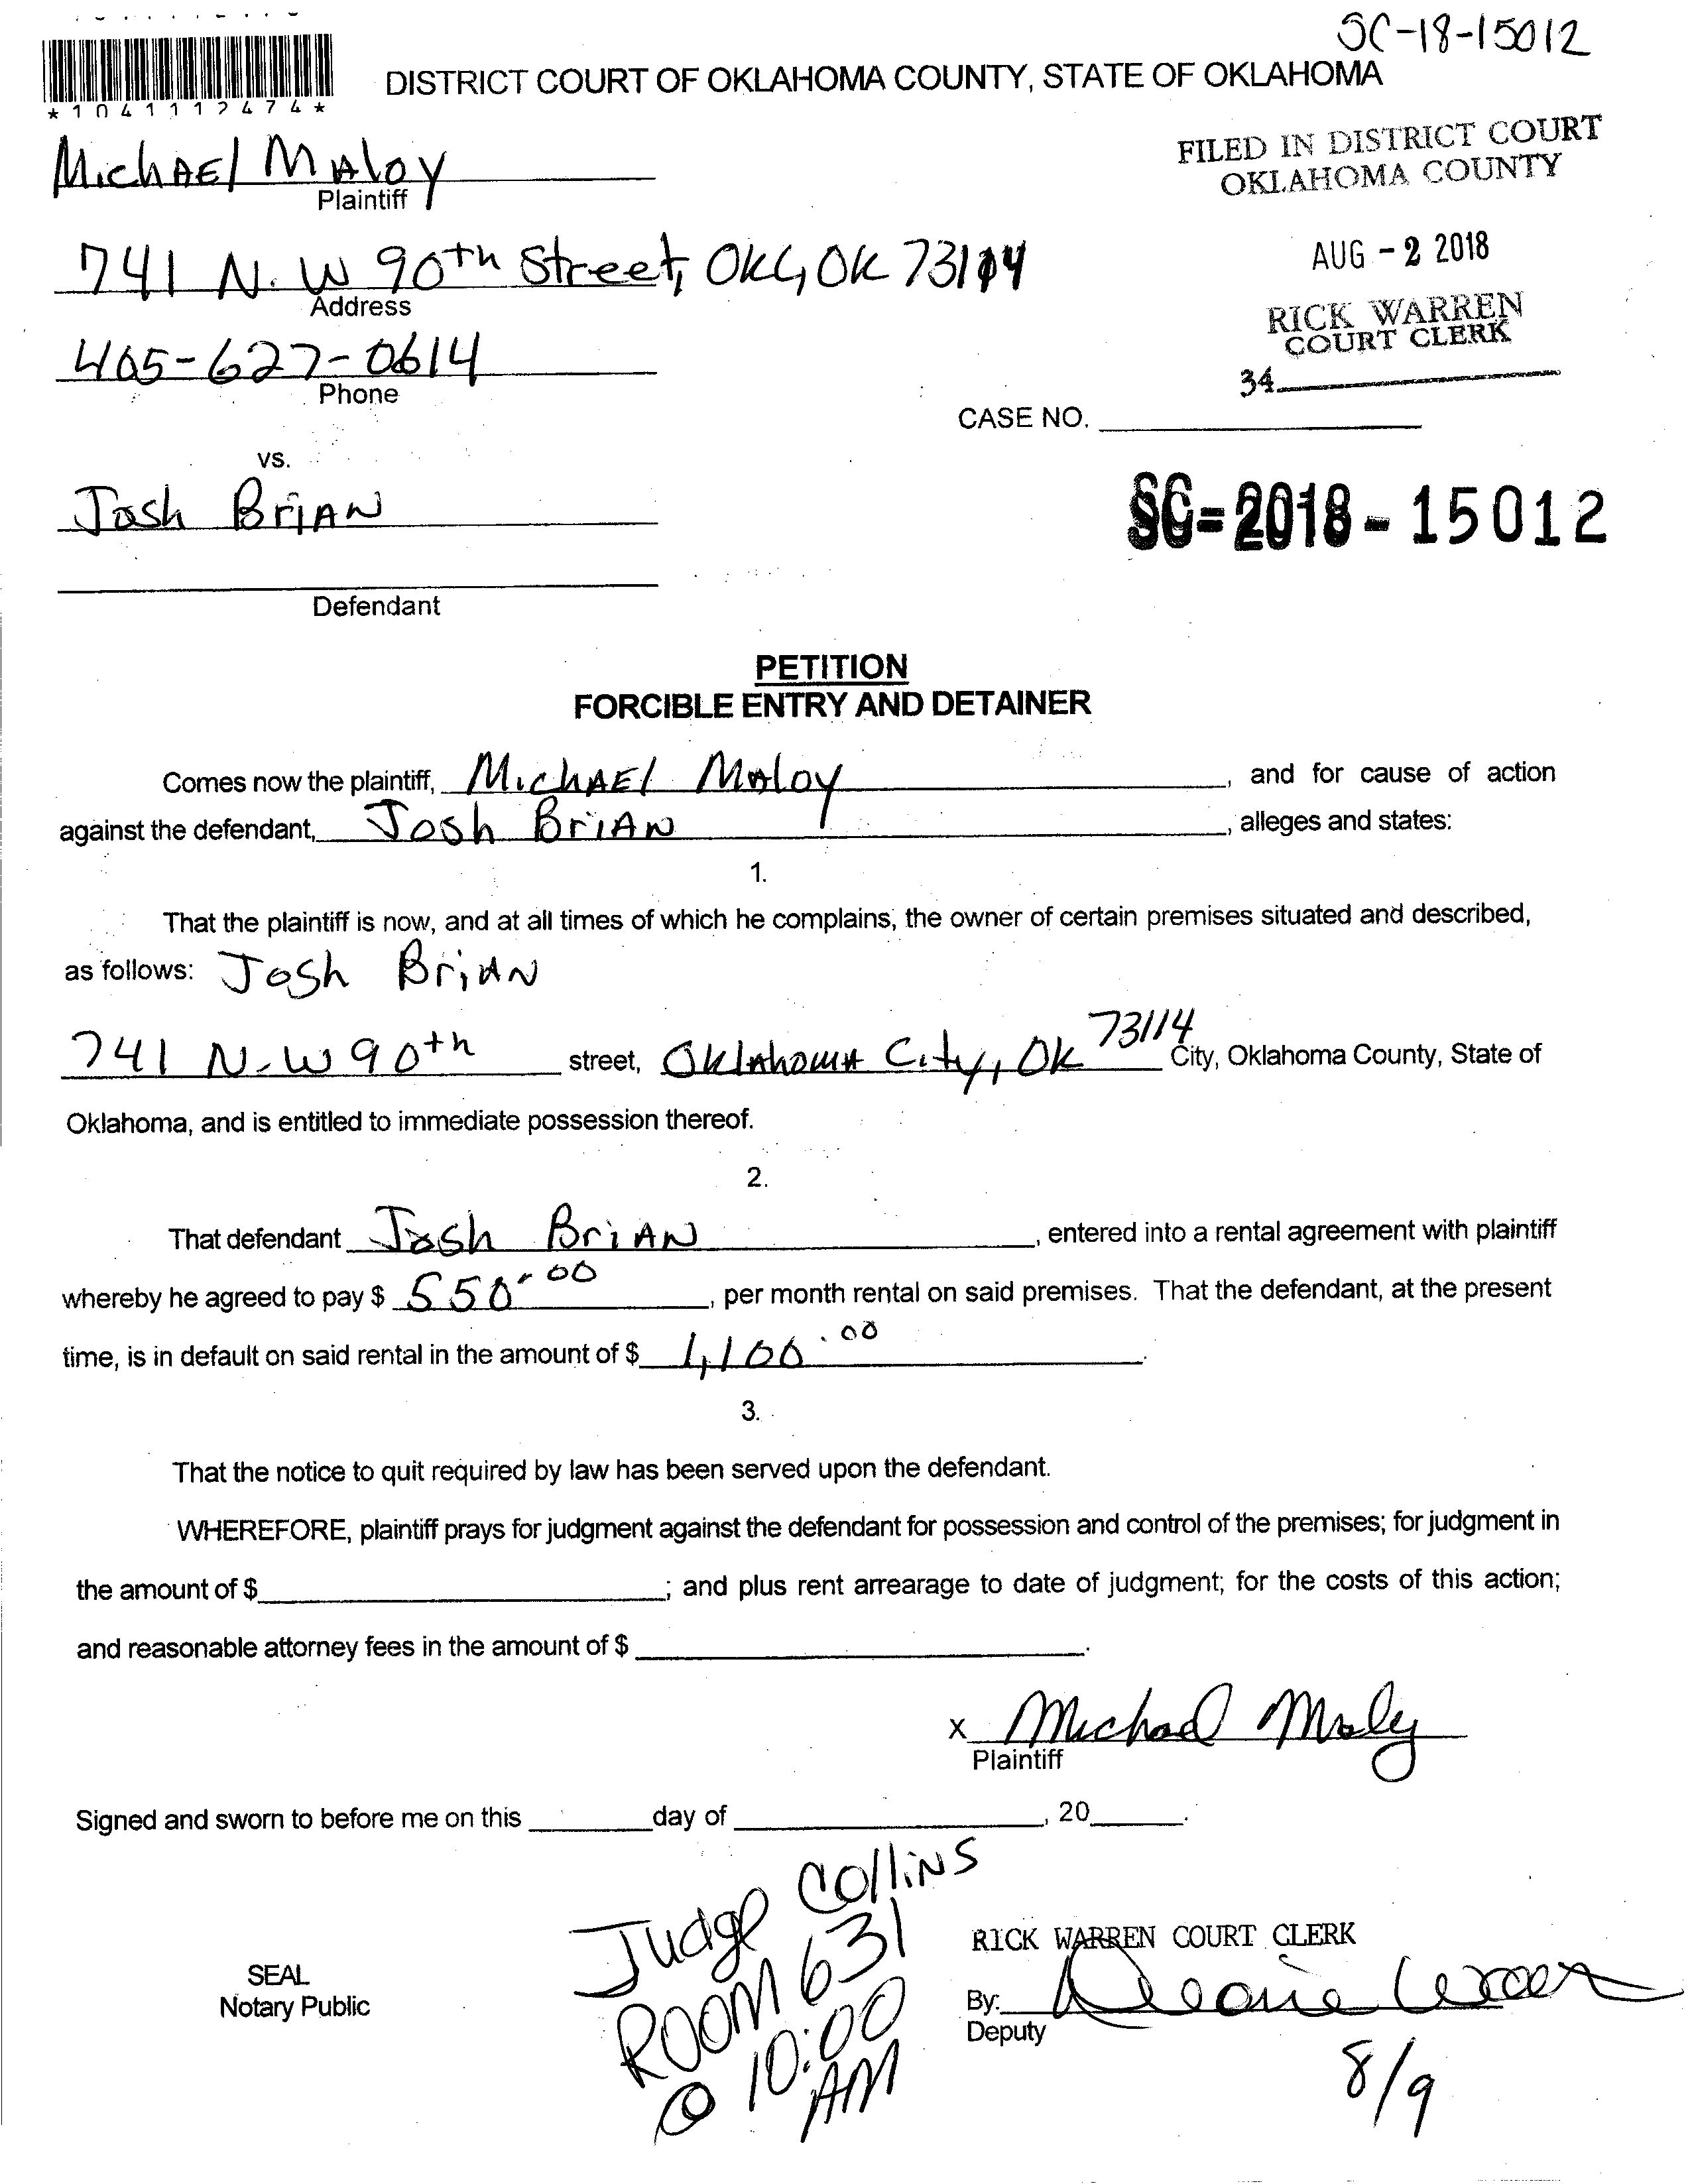 SC-18-15012
*1041112474*
DISTRICT COURT OF OKLAHOMA COUNTY, STATE OF OKLAHOMA
FILED IN DISTRICT COURT
OKLAHOMA COUNTY
MichAEl MAloy
Plaintiff
741 N.W 90th Street, OKC, OK 73114
Address
AUG - 2 2018
RICK WARREN
COURT CLERK
405-627-0614
Phone
34
CASE NO.
vs.
Josh BriAN
SC-2018-15012
Defendant
PETITION
FORCIBLE ENTRY AND DETAINER
Comes now the plaintiff, MichAEl MAloy, and for cause of action
against the defendant, Josh BriAN, alleges and states:
1.
That the plaintiff is now, and at all times of which he complains, the owner of certain premises situated and described,
as follows: Josh BriAN
741 N.W 90th street, OklAhomA City, OK 73114 City, Oklahoma County, State of
Oklahoma, and is entitled to immediate possession thereof.
2.
That defendant Josh BriAN, entered into a rental agreement with plaintiff
whereby he agreed to pay $ 550.00, per month rental on said premises. That the defendant, at the present
time, is in default on said rental in the amount of $ 1,100.00.
3.
That the notice to quit required by law has been served upon the defendant.
WHEREFORE, plaintiff prays for judgment against the defendant for possession and control of the premises; for judgment in
the amount of $ ; and plus rent arrearage to date of judgment; for the costs of this action;
and reasonable attorney fees in the amount of $ .
X Michael Maloy
Plaintiff
Signed and sworn to before me on this day of , 20 .
Judge Collins
ROOM 631
@ 10:00
AM
RICK WARREN COURT CLERK
SEAL
Notary Public
By:
Deputy
8/9